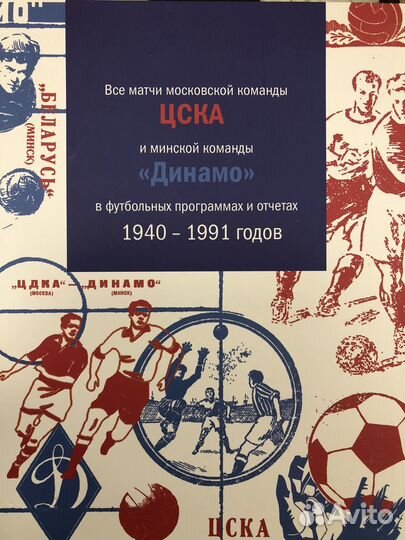 ИО"
Все матчи московской команды
ЦСКА
и минской команды
«Динамо»
в футбольных программах и отчетах
1940 – 1991 годов
„БЕЛАРУСЬ"
(МИНСК)
„ЦДКА"—„ДИНАМО"
(МОСКВА) (МИНСК)
Д
ЦСКА
Avito